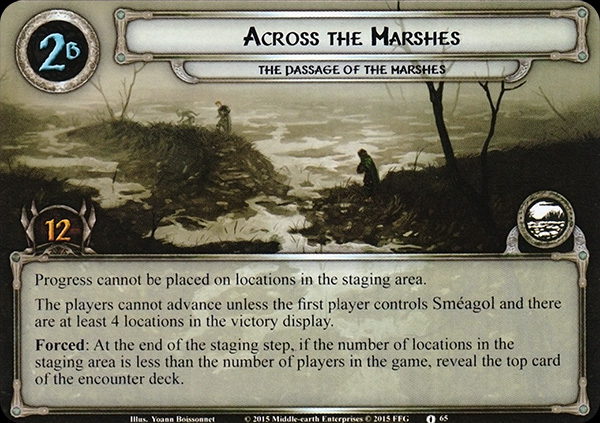 2B
ACROSS THE MARSHES
THE PASSAGE OF THE MARSHES
12
Progress cannot be placed on locations in the staging area.
The players cannot advance unless the first player controls Sméagol and there
are at least 4 locations in the victory display.
Forced: At the end of the staging step, if the number of locations in the
staging area is less than the number of players in the game, reveal the top card
of the encounter deck.
Illus. Yoann Boissonnet © 2015 Middle-earth Enterprises © 2015 FFG 65